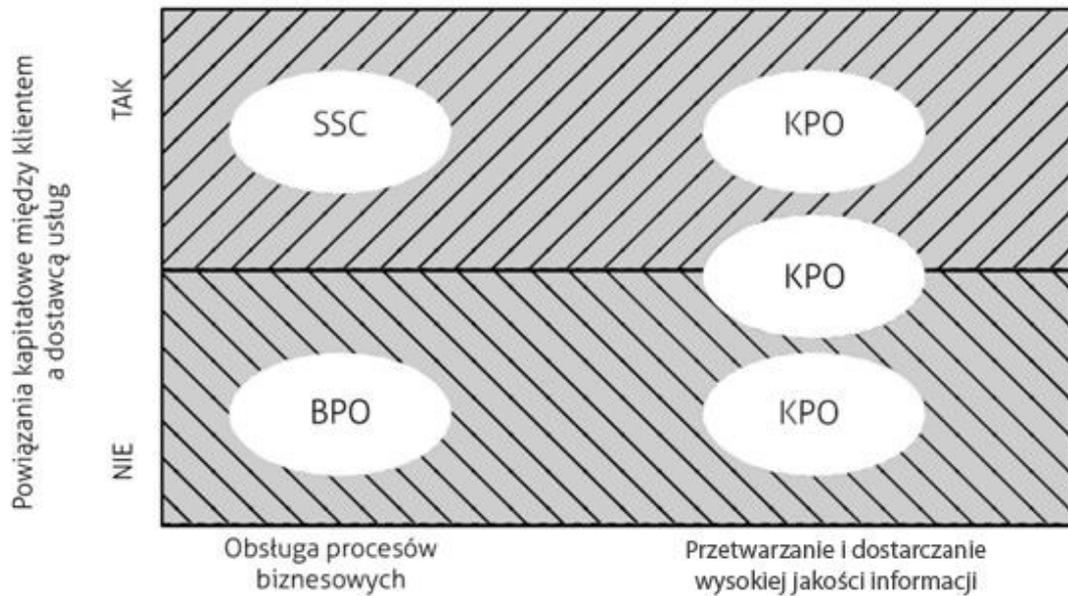 Powiązania kapitałowe między klientem
a dostawcą usług
TAK
NIE
SSC
KPO
KPO
BPO
KPO
Obsługa procesów
biznesowych
Przetwarzanie i dostarczanie
wysokiej jakości informacji